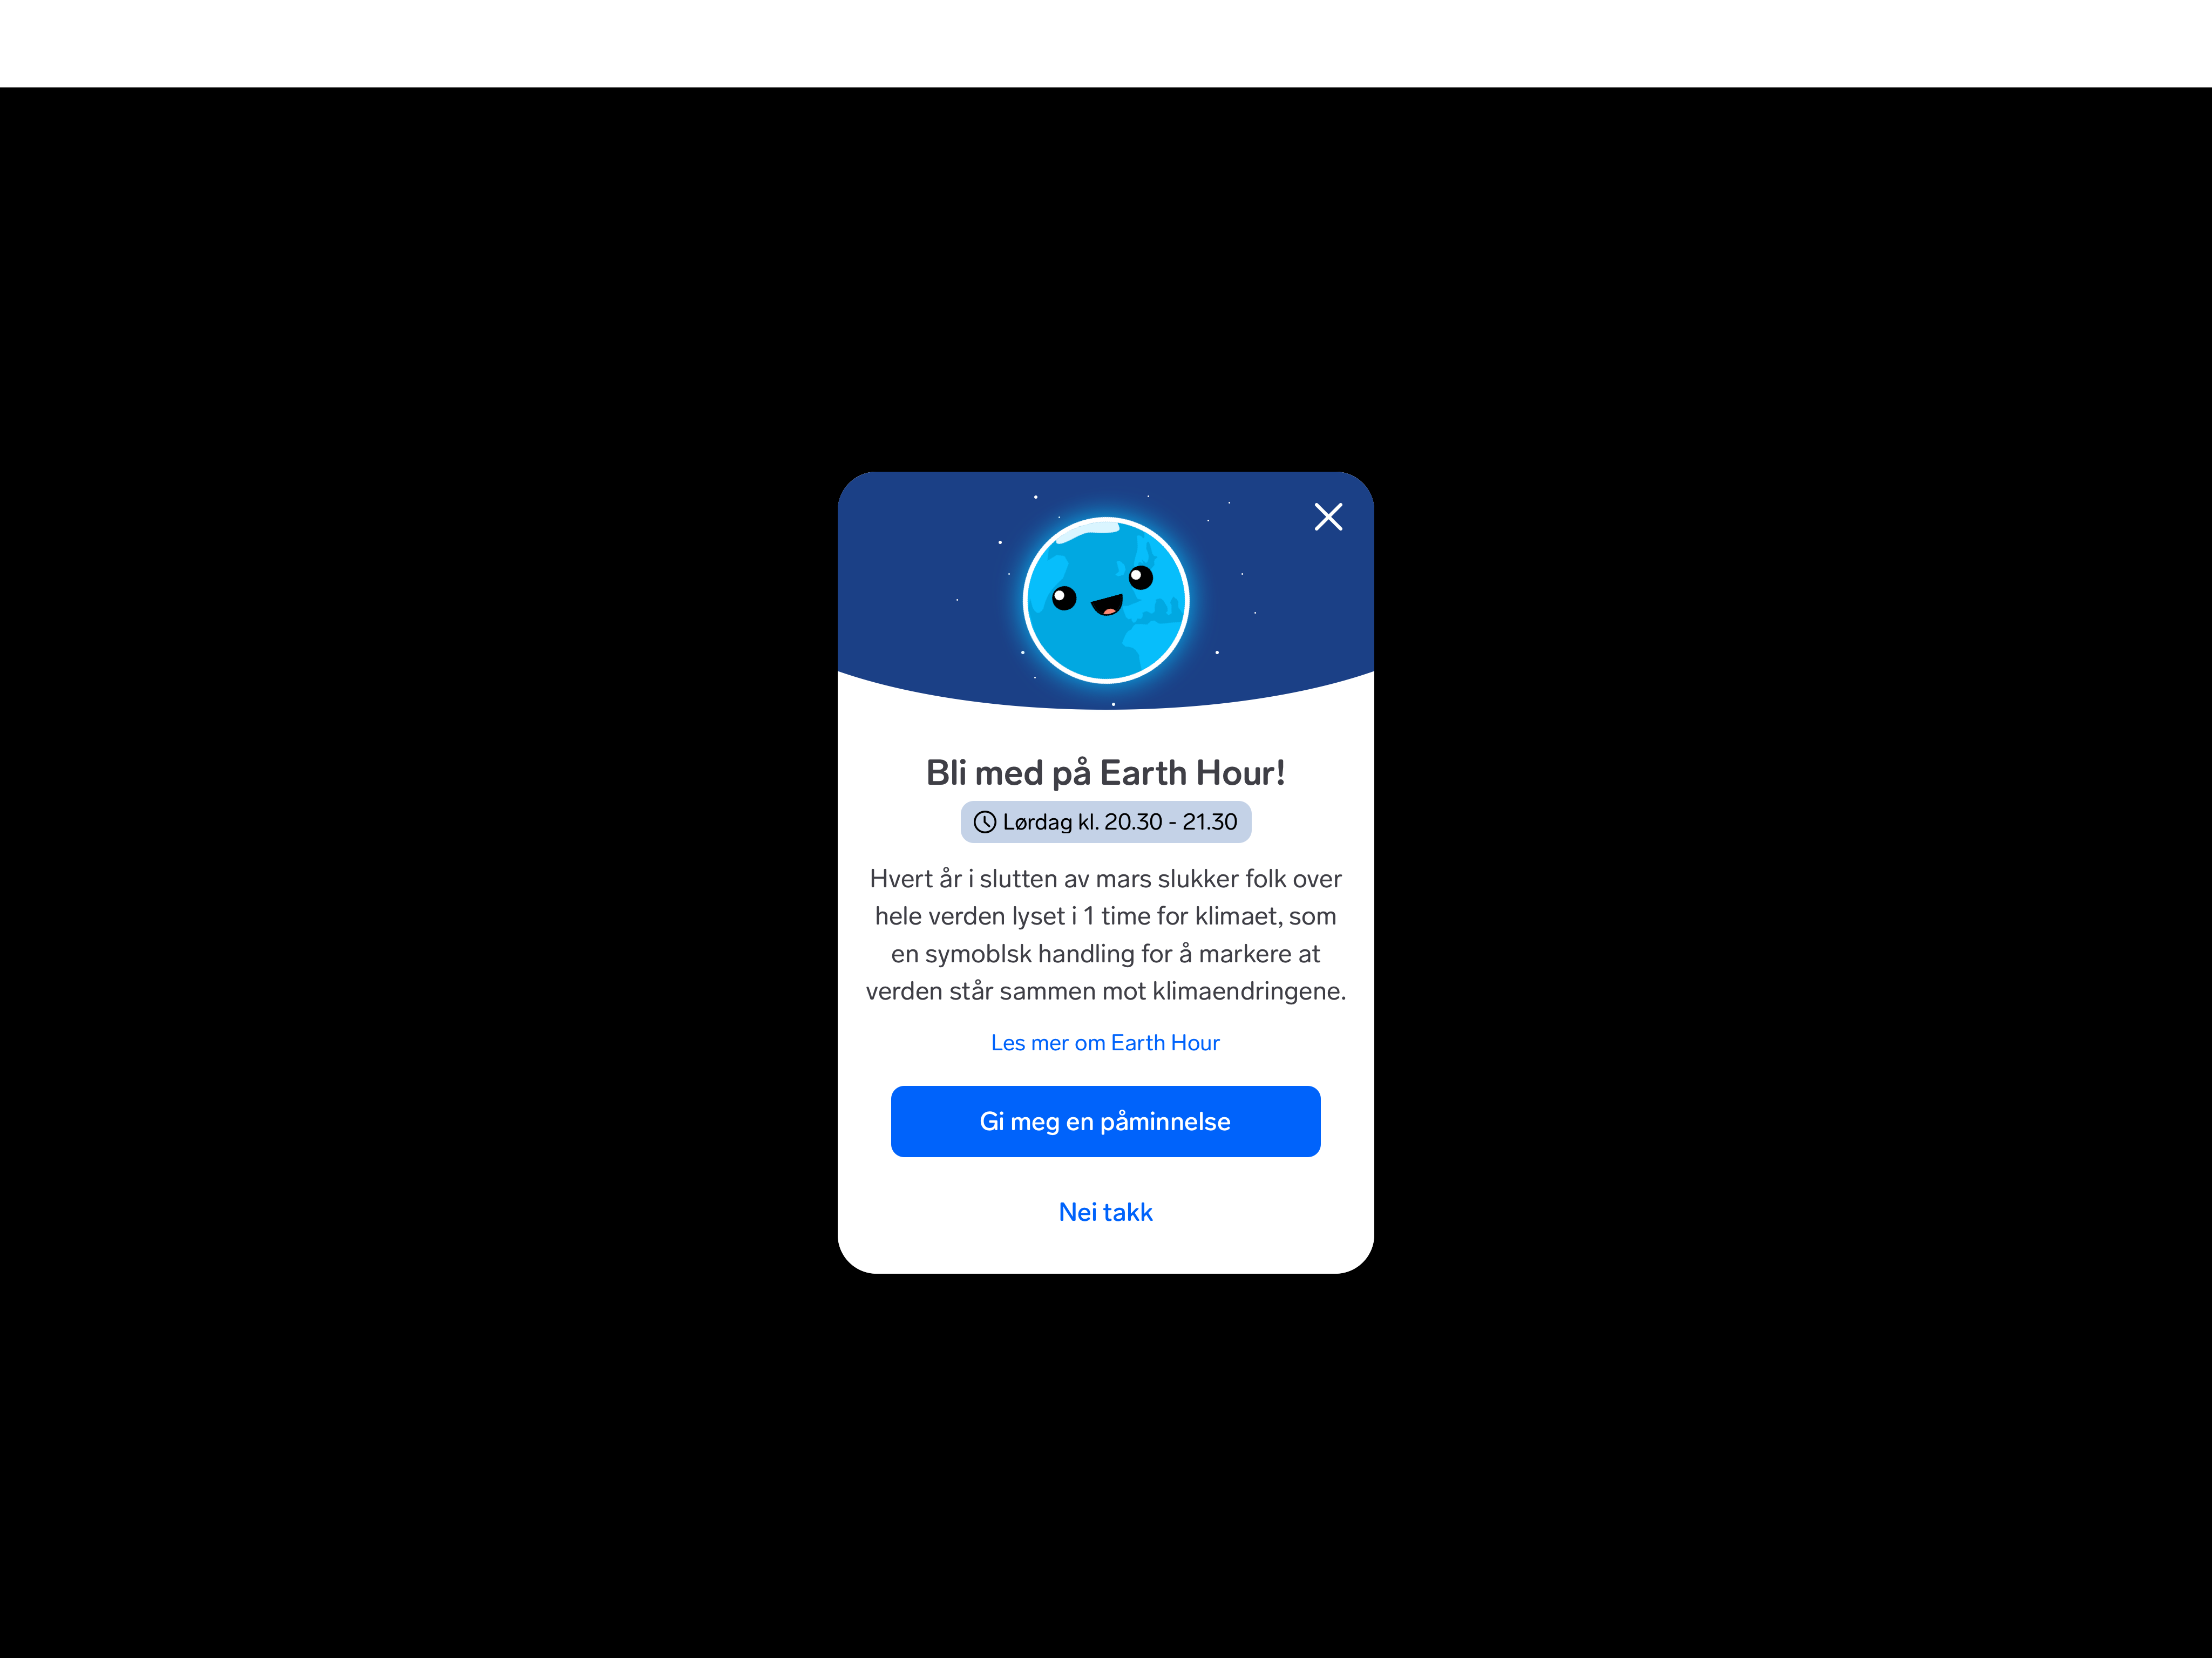 Bli med på Earth Hour!
Lørdag kl. 20.30 - 21.30
Hvert år i slutten av mars slukker folk over
hele verden lyset i 1 time for klimaet, som
en symoblsk handling for å markere at
verden står sammen mot klimaendringene.
Les mer om Earth Hour
Gi meg en påminnelse
Nei takk